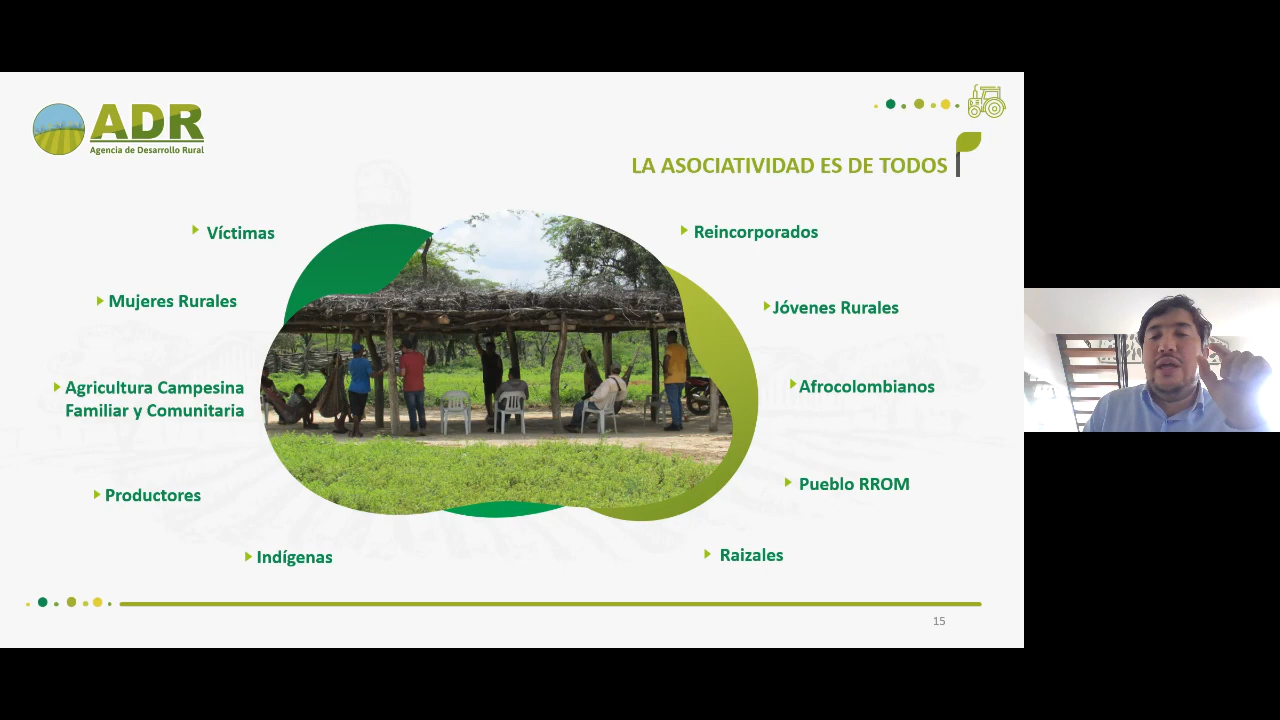 ADR
Agencia de Desarrollo Rural
LA ASOCIATIVIDAD ES DE TODOS
Víctimas
Mujeres Rurales
Agricultura Campesina
Familiar y Comunitaria
Productores
Indígenas
Reincorporados
Jóvenes Rurales
Afrocolombianos
Pueblo RROM
Raizales
15